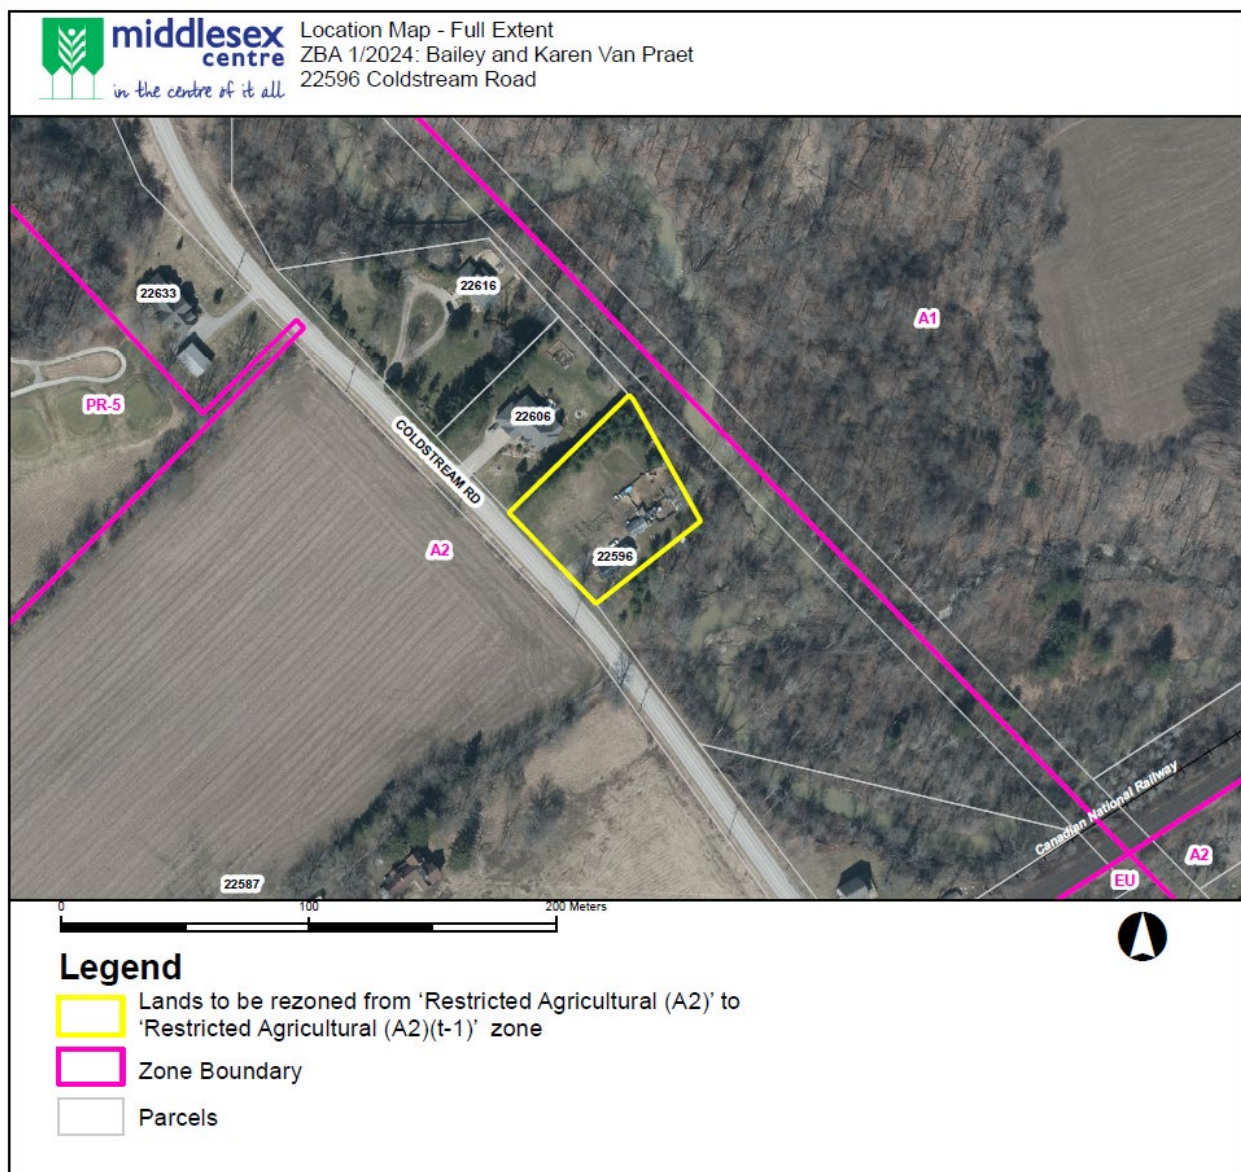 middlesex
centre
in the centre of it all
Location Map - Full Extent
ZBA 1/2024: Bailey and Karen Van Praet
22596 Coldstream Road
22633
22616
A1
PR-5
22606
COLDSTREAM RD
A2
22596
Canadian National Railway
A2
EU
22587
0 100 200 Meters
Legend
Lands to be rezoned from ‘Restricted Agricultural (A2)’ to
‘Restricted Agricultural (A2)(t-1)’ zone
Zone Boundary
Parcels